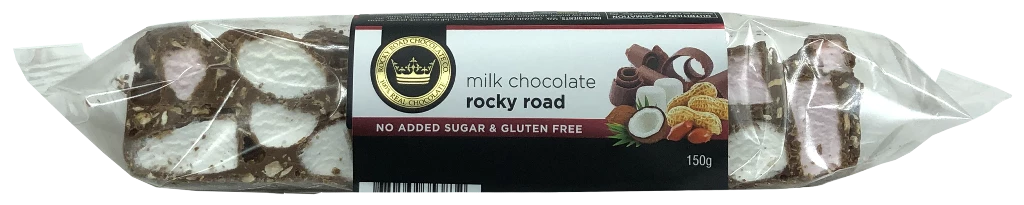 NUTRITION INFORMATION
INGREDIENTS:
ROCKY ROAD CHOCOLATE CO.
100% REAL CHOCOLATE
milk chocolate
rocky road
NO ADDED SUGAR & GLUTEN FREE
150g